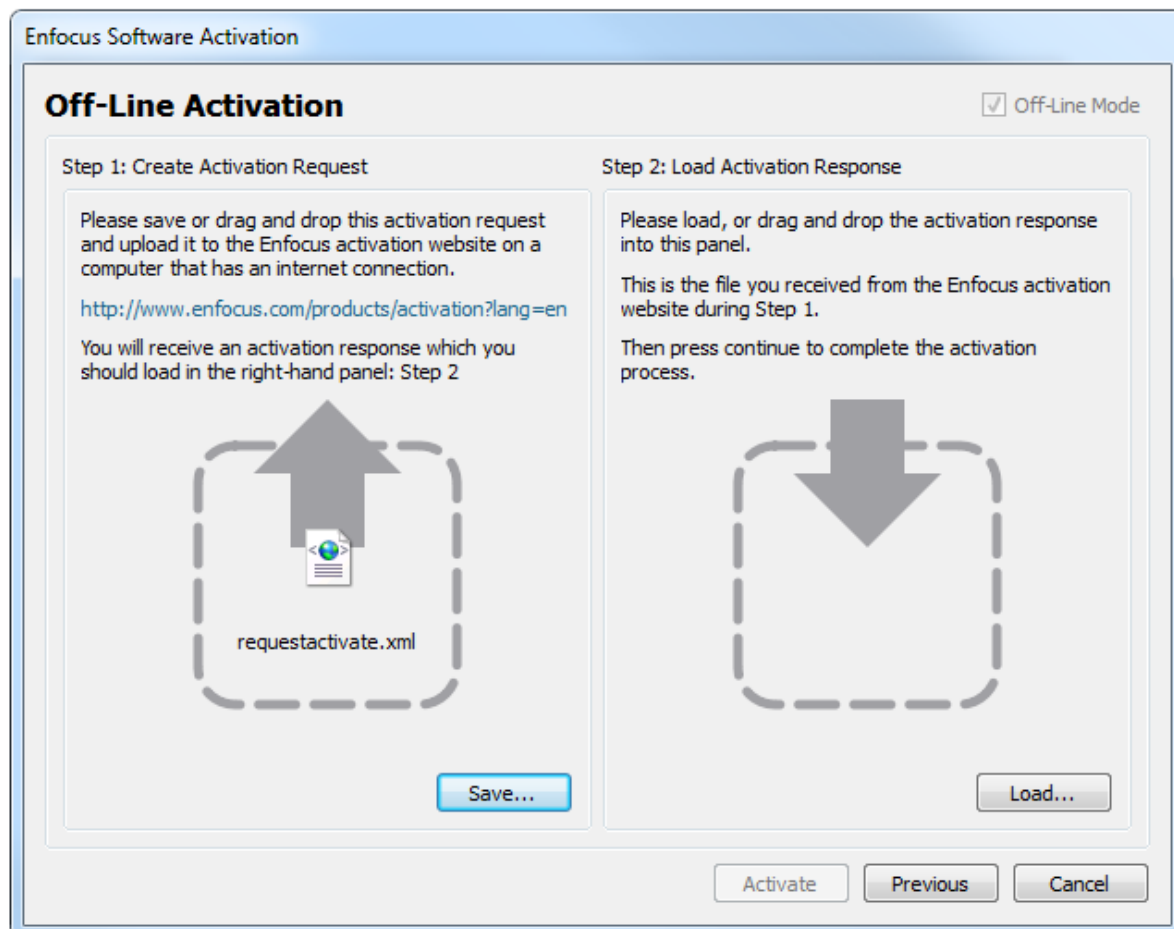 Enfocus Software Activation
Off-Line Activation
Off-Line Mode
Step 1: Create Activation Request
Please save or drag and drop this activation request
and upload it to the Enfocus activation website on a
computer that has an internet connection.
http://www.enfocus.com/products/activation?lang=en
You will receive an activation response which you
should load in the right-hand panel: Step 2
requestactivate.xml
Save...
Step 2: Load Activation Response
Please load, or drag and drop the activation response
into this panel.
This is the file you received from the Enfocus activation
website during Step 1.
Then press continue to complete the activation
process.
Load...
Activate
Previous
Cancel